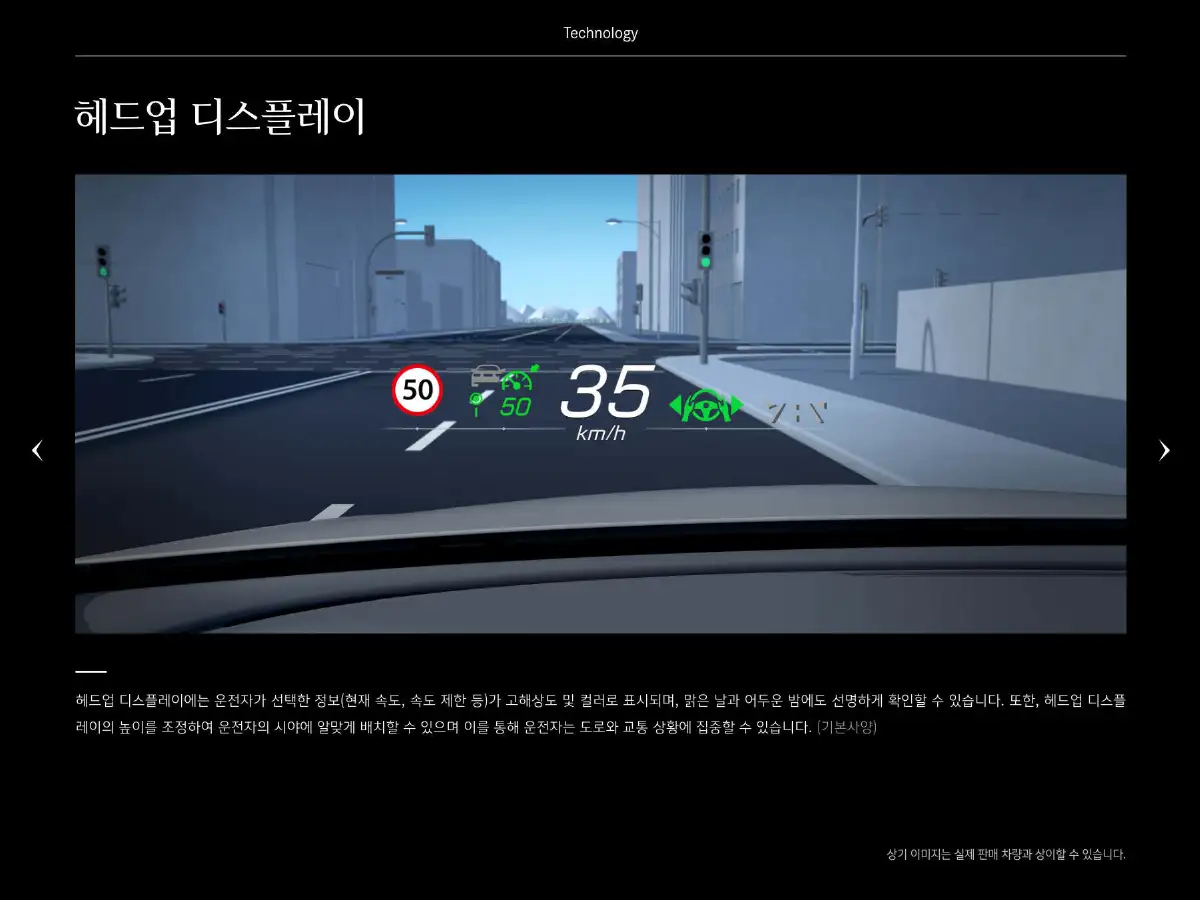 Technology
헤드업 디스플레이
50
50
35
km/h
헤드업 디스플레이에는 운전자가 선택한 정보(현재 속도, 속도 제한 등)가 고해상도 및 컬러로 표시되며, 맑은 날과 어두운 밤에도 선명하게 확인할 수 있습니다. 또한, 헤드업 디스플
레이의 높이를 조정하여 운전자의 시야에 알맞게 배치할 수 있으며 이를 통해 운전자는 도로와 교통 상황에 집중할 수 있습니다. (기본사양)
상기 이미지는 실제 판매 차량과 상이할 수 있습니다.